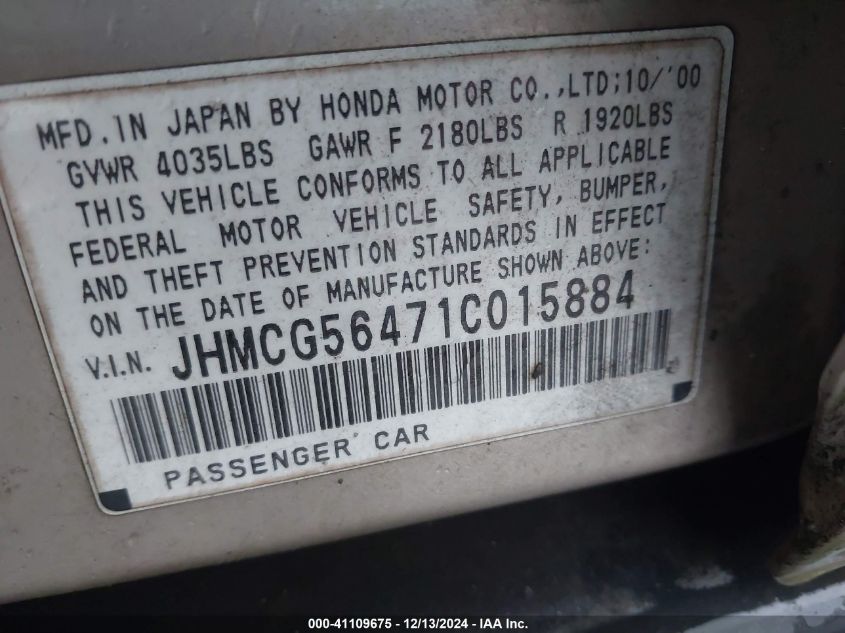 MFD.IN JAPAN BY HONDA MOTOR CO.,LTD;10/'00
GVWR 4035LBS GAWR F 2180LBS R 1920LBS
THIS VEHICLE CONFORMS TO ALL APPLICABLE
FEDERAL MOTOR VEHICLE SAFETY, BUMPER,
AND THEFT PREVENTION STANDARDS IN EFFECT
ON THE DATE OF MANUFACTURE SHOWN ABOVE:
V.I.N. JHMCG56471C015884
PASSENGER CAR
000-41109675 - 12/13/2024 - IAA Inc.